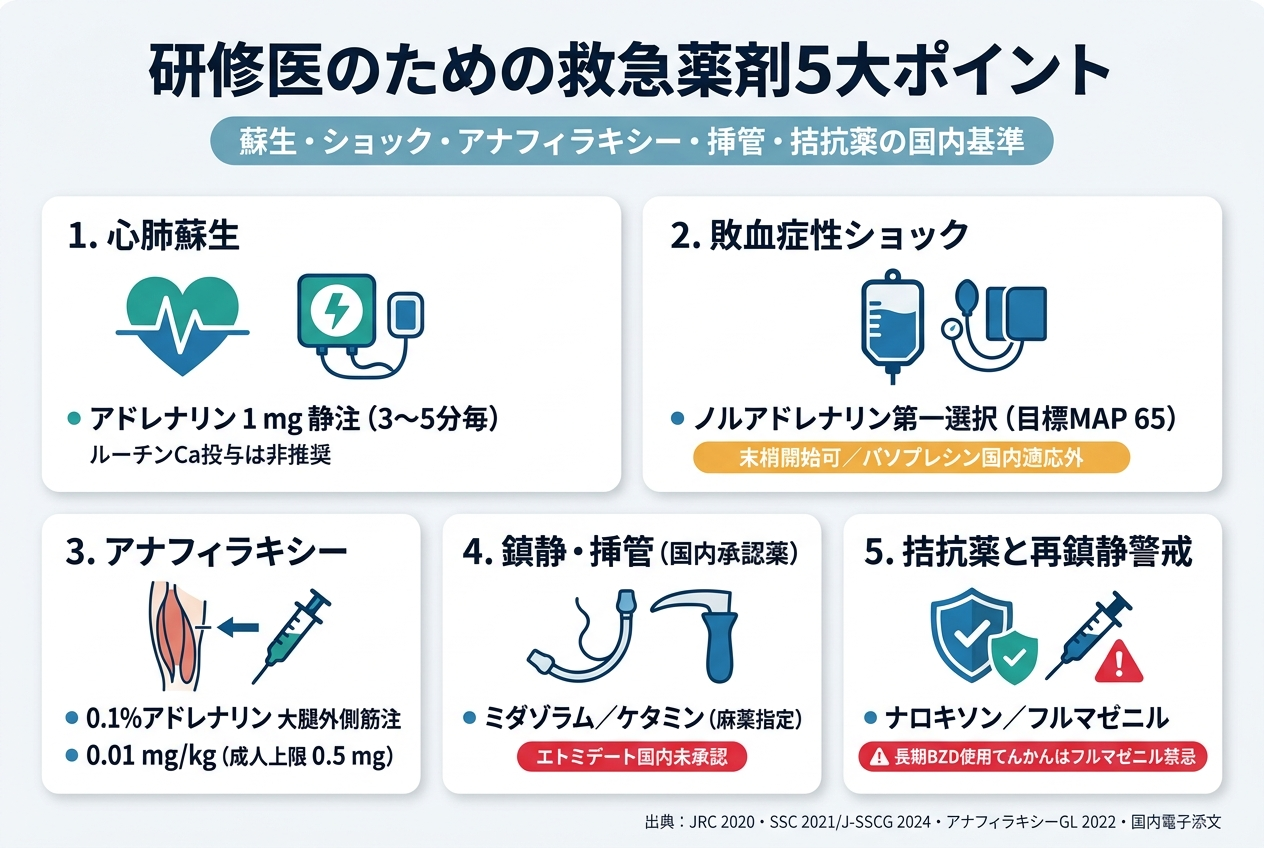 研修医のための救急薬剤5大ポイント
蘇生・ショック・アナフィラキシー・挿管・拮抗薬の国内基準
1. 心肺蘇生
アドレナリン 1 mg 静注（3〜5分毎）
ルーチンCa投与は非推奨
2. 敗血症性ショック
ノルアドレナリン第一選択（目標MAP 65）
末梢開始可／バソプレシン国内適応外
3. アナフィラキシー
0.1%アドレナリン 大腿外側筋注
0.01 mg/kg（成人上限 0.5 mg）
4. 鎮静・挿管（国内承認薬）
ミダゾラム／ケタミン（麻薬指定）
エトミデート国内未承認
5. 拮抗薬と再鎮静警戒
ナロキソン／フルマゼニル
長期BZD使用てんかんはフルマゼニル禁忌
出典：JRC 2020・SSC 2021/J-SSCG 2024・アナフィラキシーGL 2022・国内電子添文